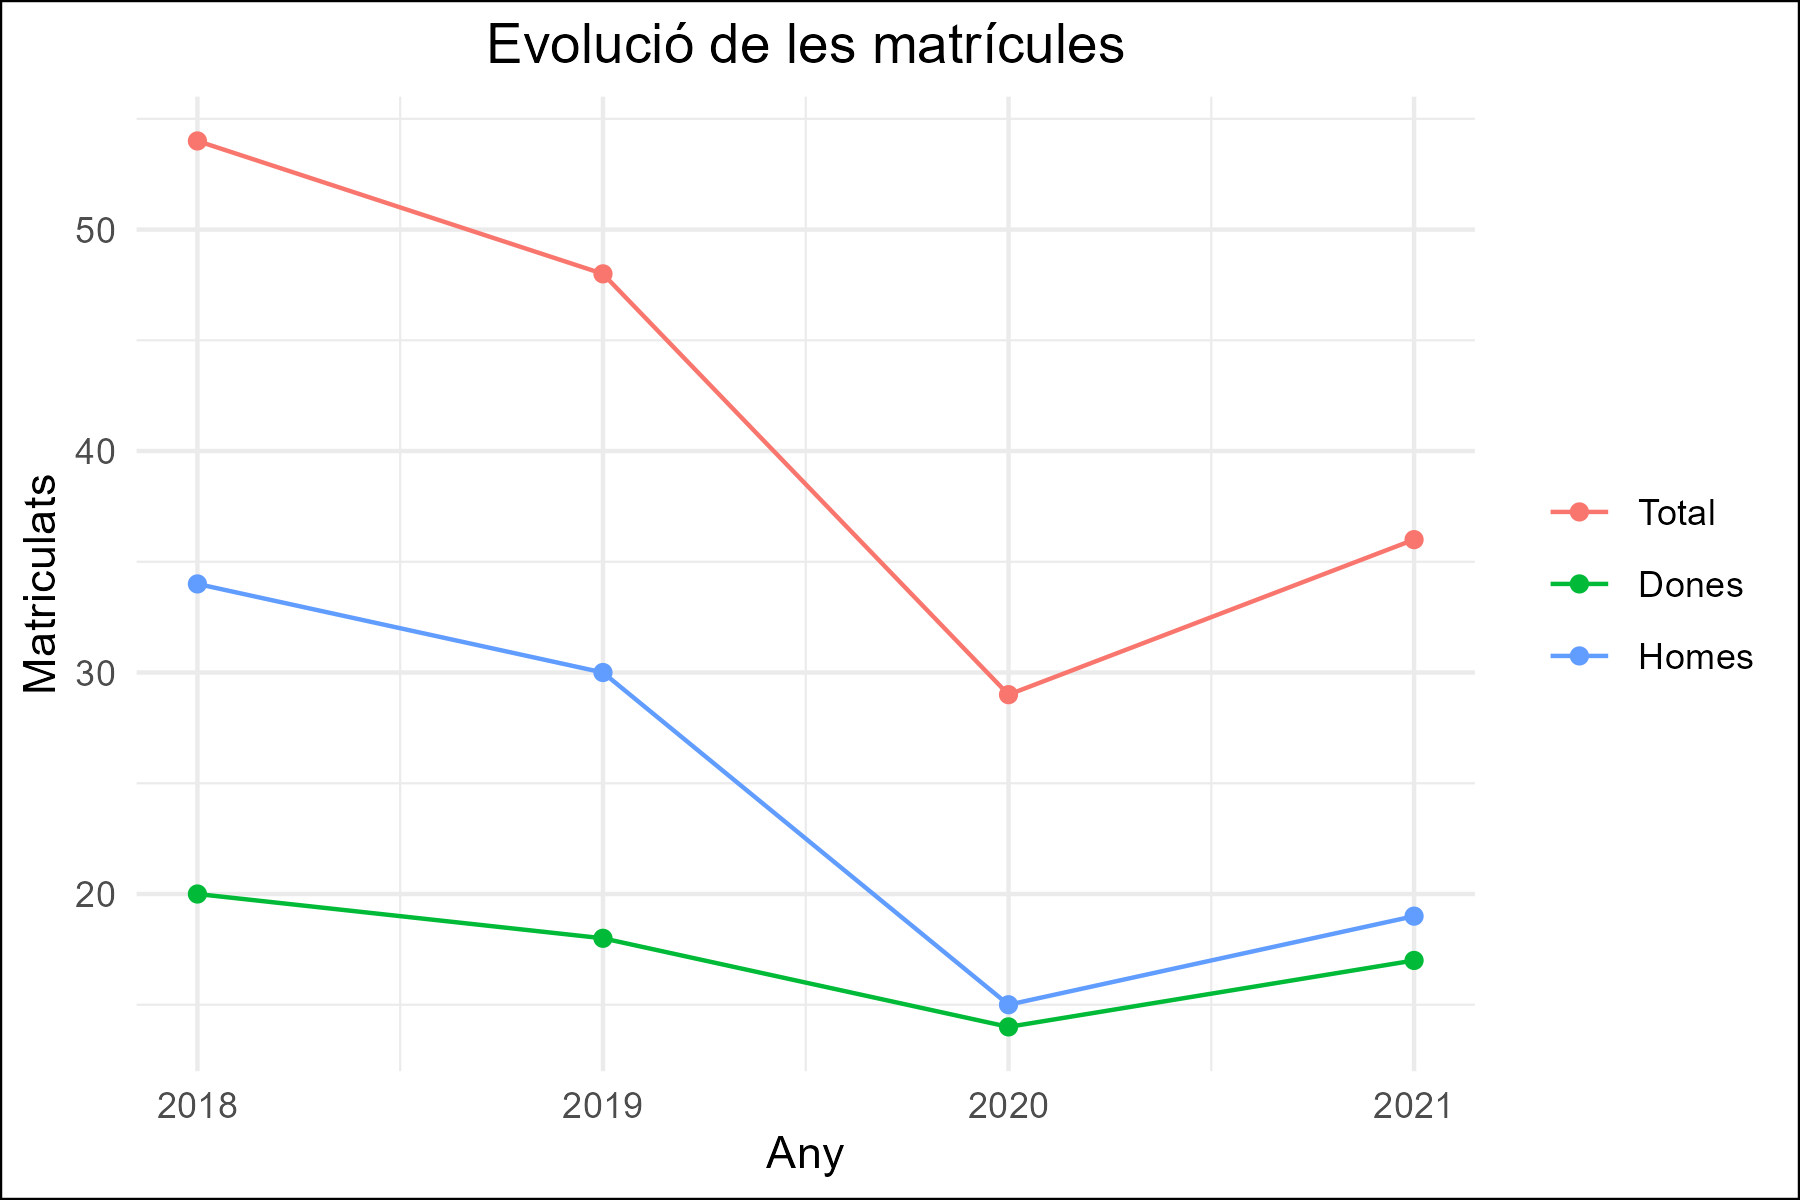 Evolució de les matrícules
50
40
30
20
Matriculats
2018 2019 2020 2021
Any
Total
Dones
Homes